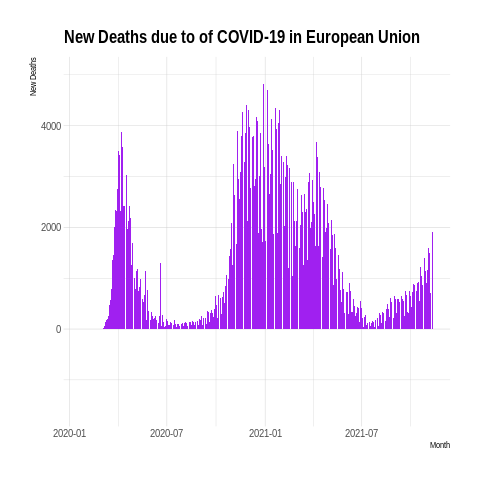 New Deaths due to of COVID-19 in European Union
New Deaths
4000
2000
0
2020-01 2020-07 2021-01 2021-07
Month